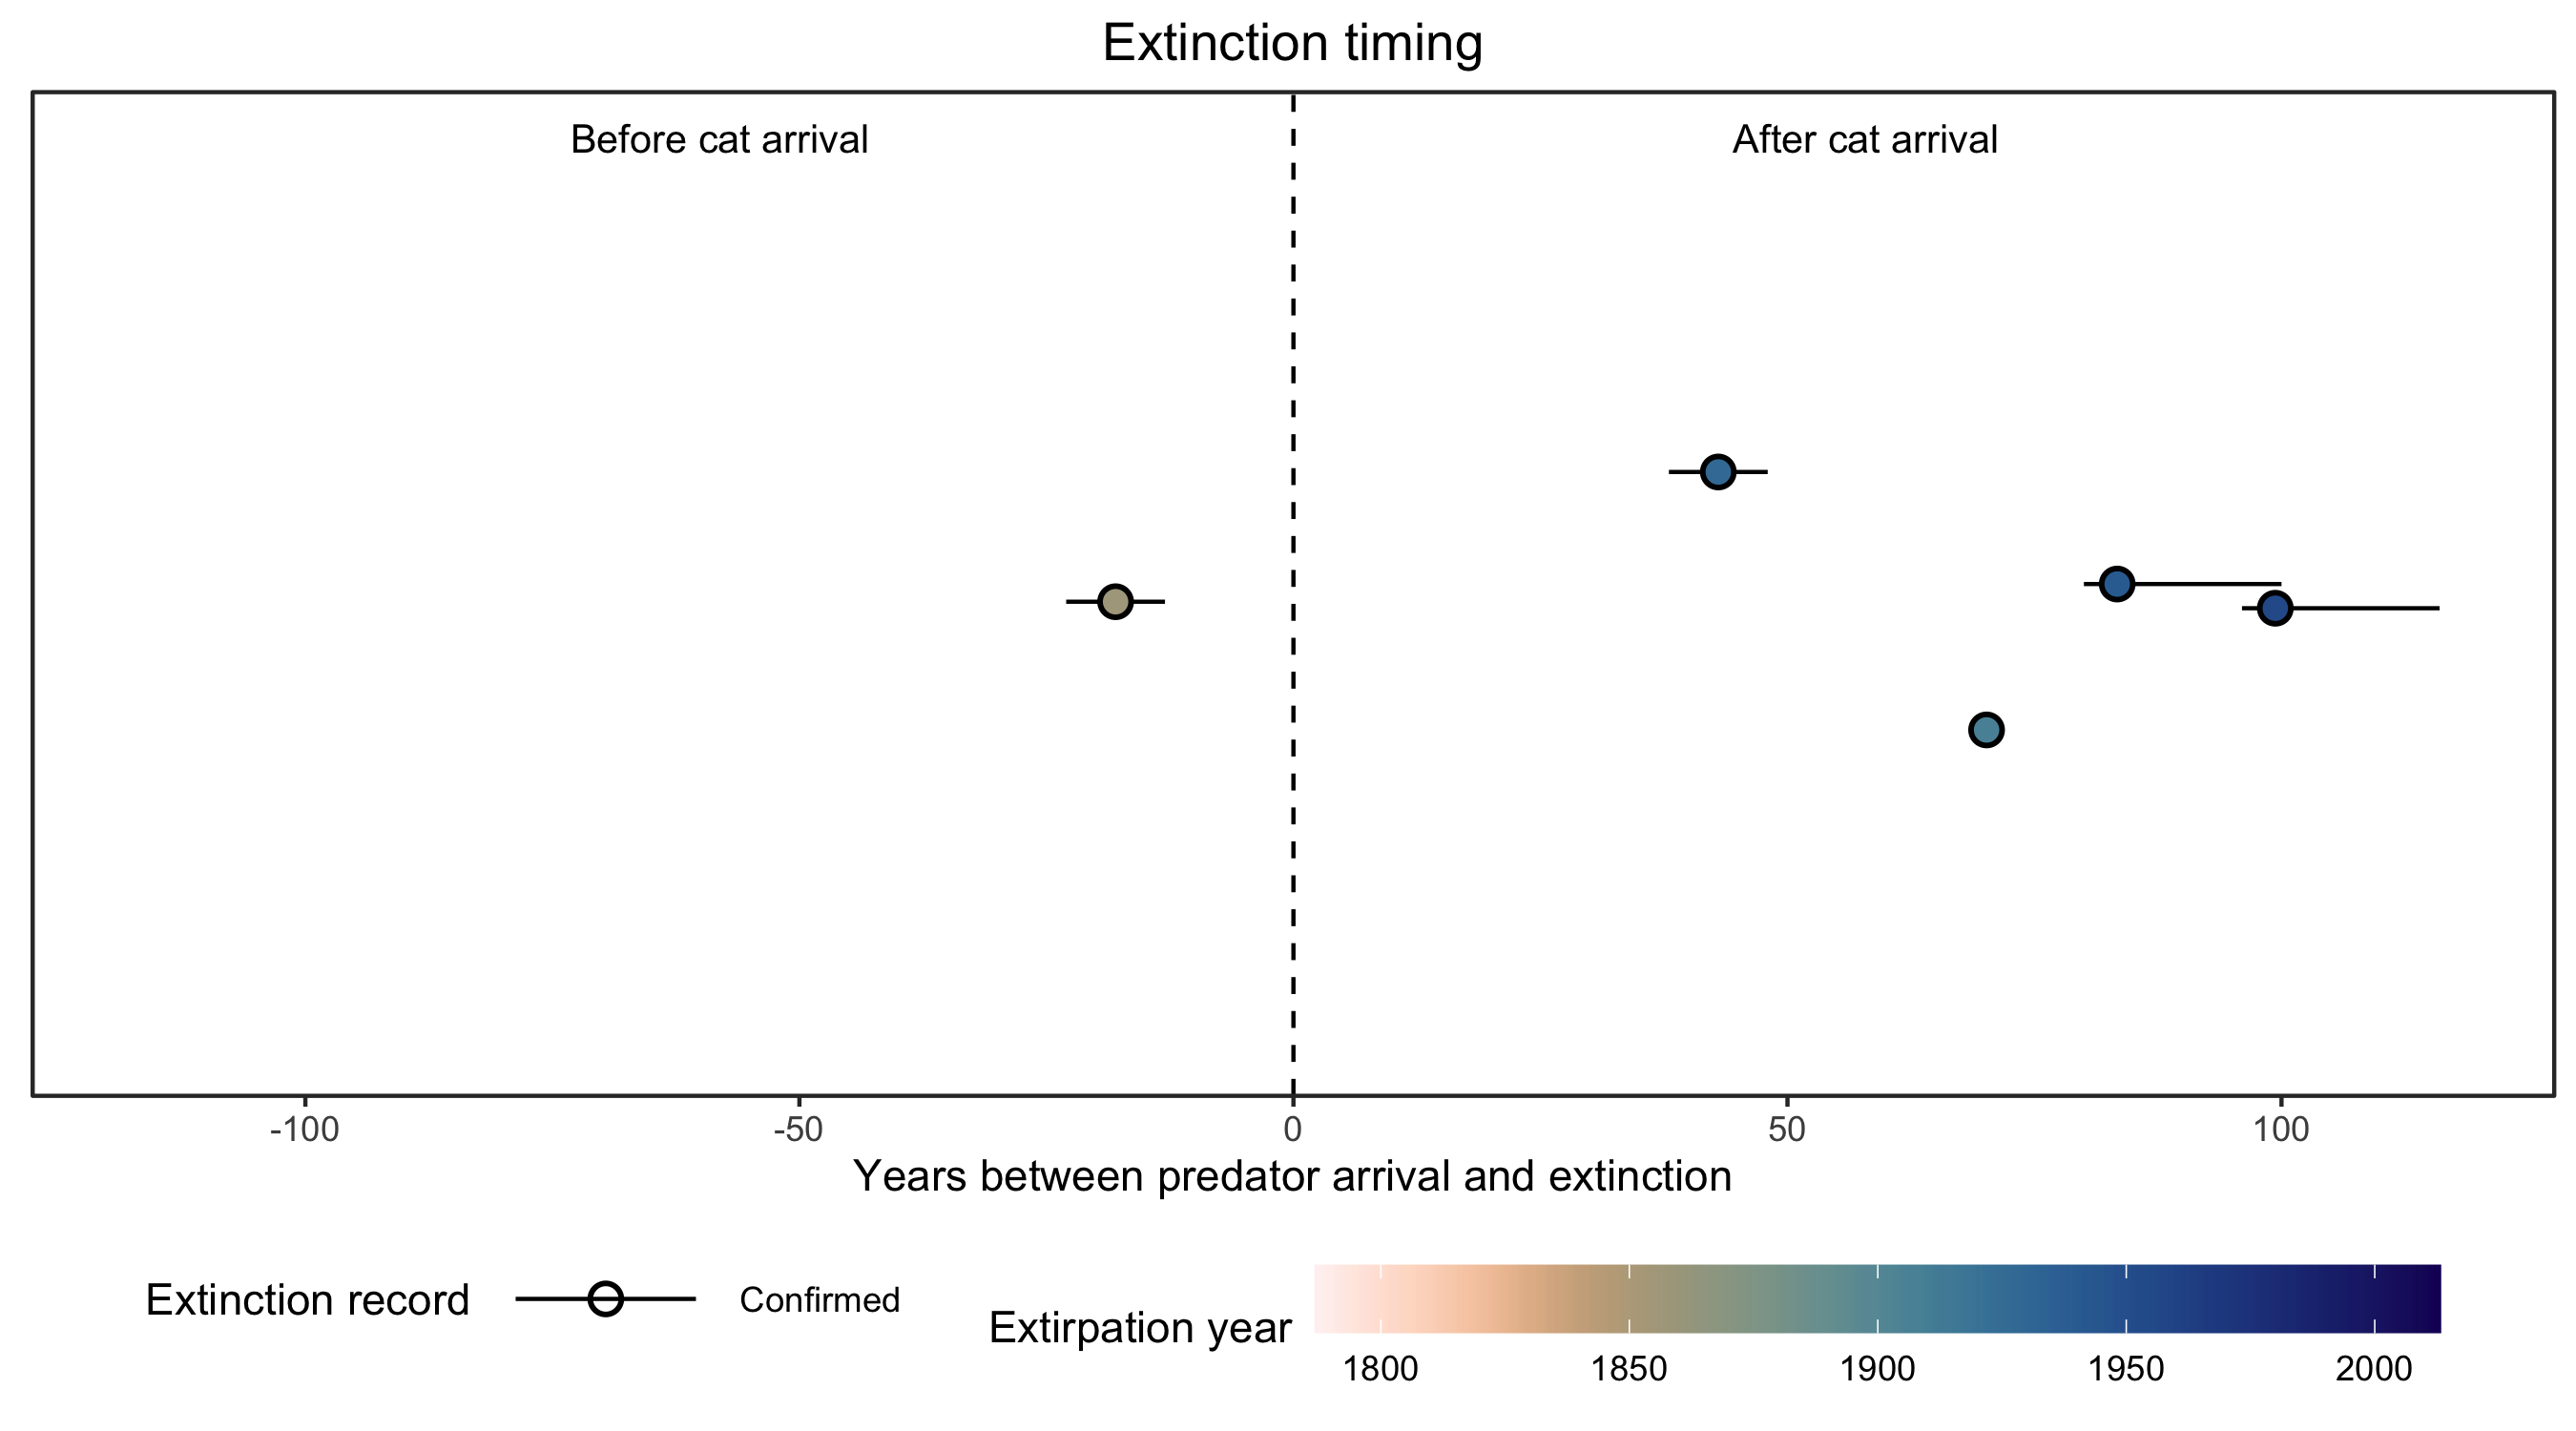 Extinction timing
Before cat arrival
After cat arrival
-100
-50
0
50
100
Years between predator arrival and extinction
Extinction record
Confirmed
Extirpation year
1800
1850
1900
1950
2000